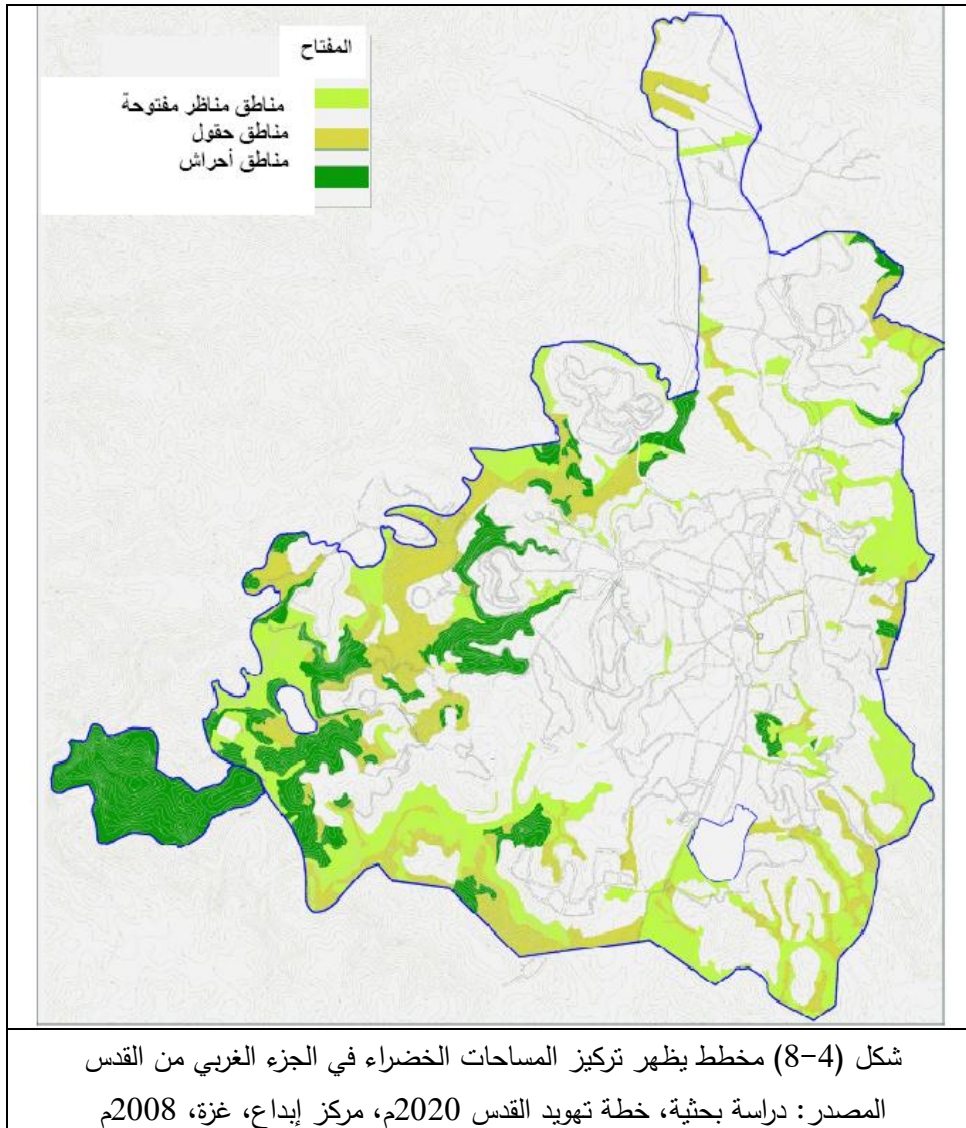 المفتاح
مناطق مناظر مفتوحة
مناطق حقول
مناطق أحراش
شكل (4-8) مخطط يظهر تركيز المساحات الخضراء في الجزء الغربي من القدس
المصدر: دراسة بحثية، خطة تهويد القدس 2020م، مركز إبداع، غزة، 2008م